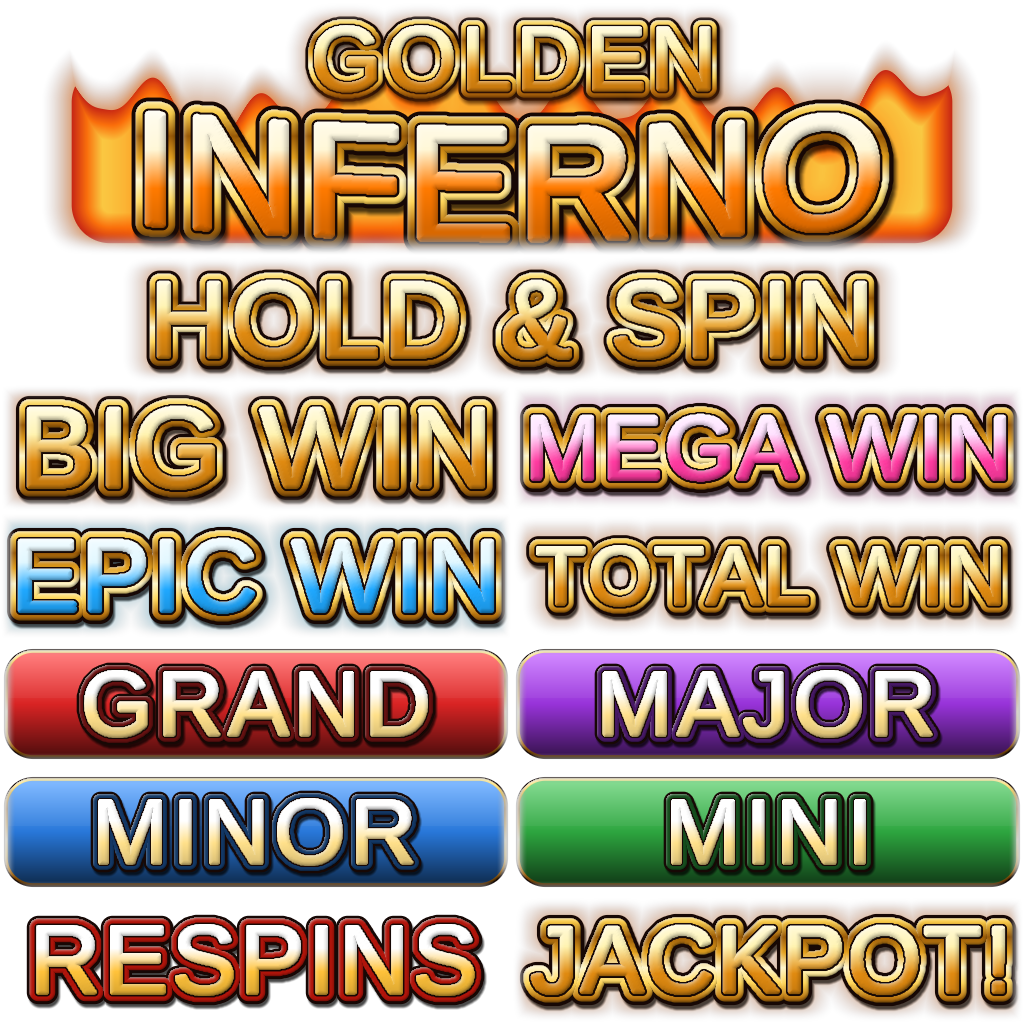 GOLDEN
INFERNO
HOLD & SPIN
BIG WIN
MEGA WIN
EPIC WIN
TOTAL WIN
GRAND
MAJOR
MINOR
MINI
RESPINS
JACKPOT!